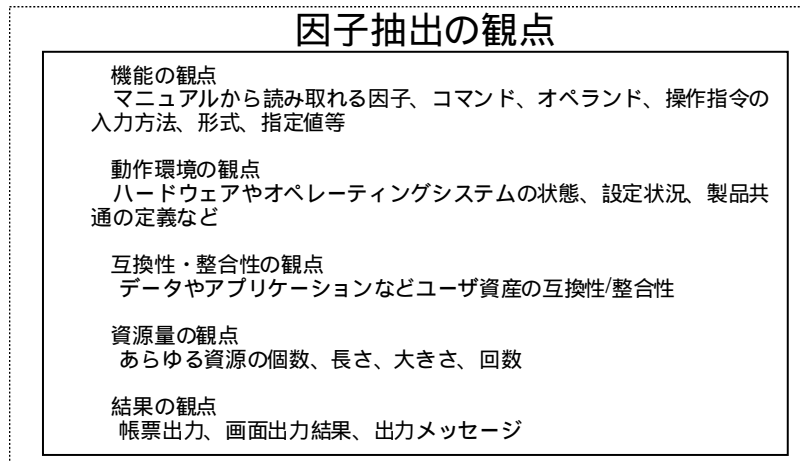 因子抽出の観点
機能の観点
マニュアルから読み取れる因子、コマンド、オペランド、操作指令の
入力方法、形式、指定値等
動作環境の観点
ハードウェアやオペレーティングシステムの状態、設定状況、製品共
通の定義など
互換性・整合性の観点
データやアプリケーションなどユーザ資産の互換性/整合性
資源量の観点
あらゆる資源の個数、長さ、大きさ、回数
結果の観点
帳票出力、画面出力結果、出力メッセージ